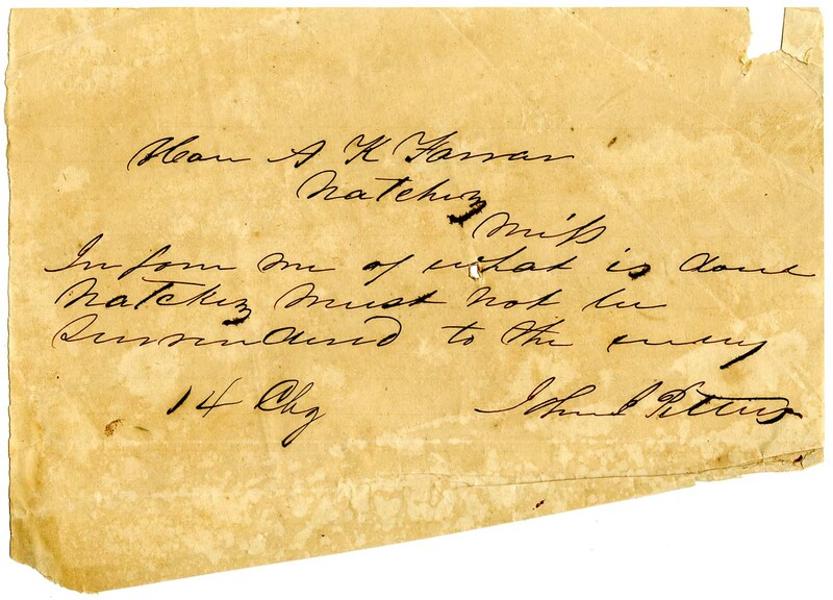 Hon A K Farrar
Natchez
Miss
Inform me of what is done
Natchez must not be
surrendered to the enemy
14 Chg John J Pettus